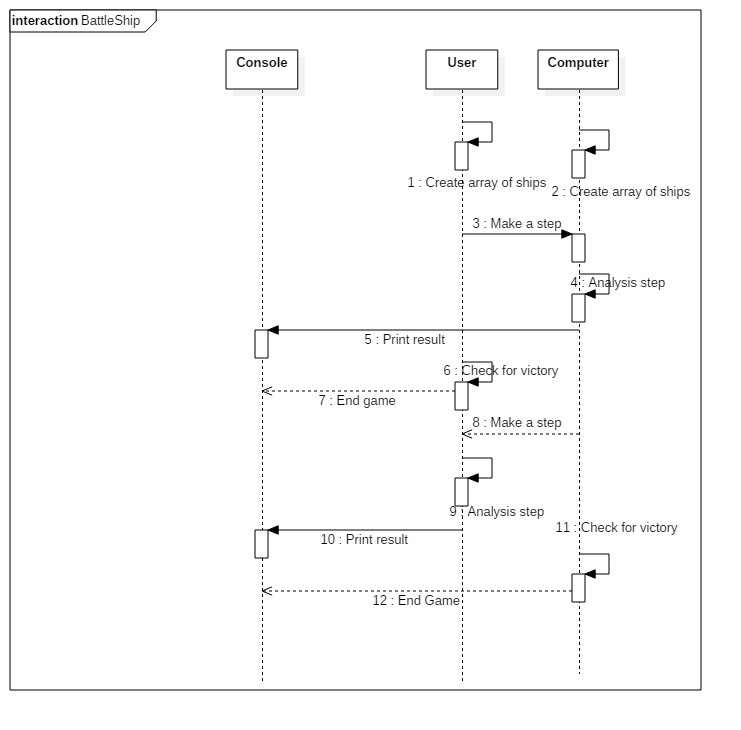 interaction BattleShip
Console
User
Computer
1 : Create array of ships
2 : Create array of ships
3 : Make a step
4 : Analysis step
5 : Print result
6 : Check for victory
7 : End game
8 : Make a step
9 : Analysis step
10 : Print result
11 : Check for victory
12 : End Game